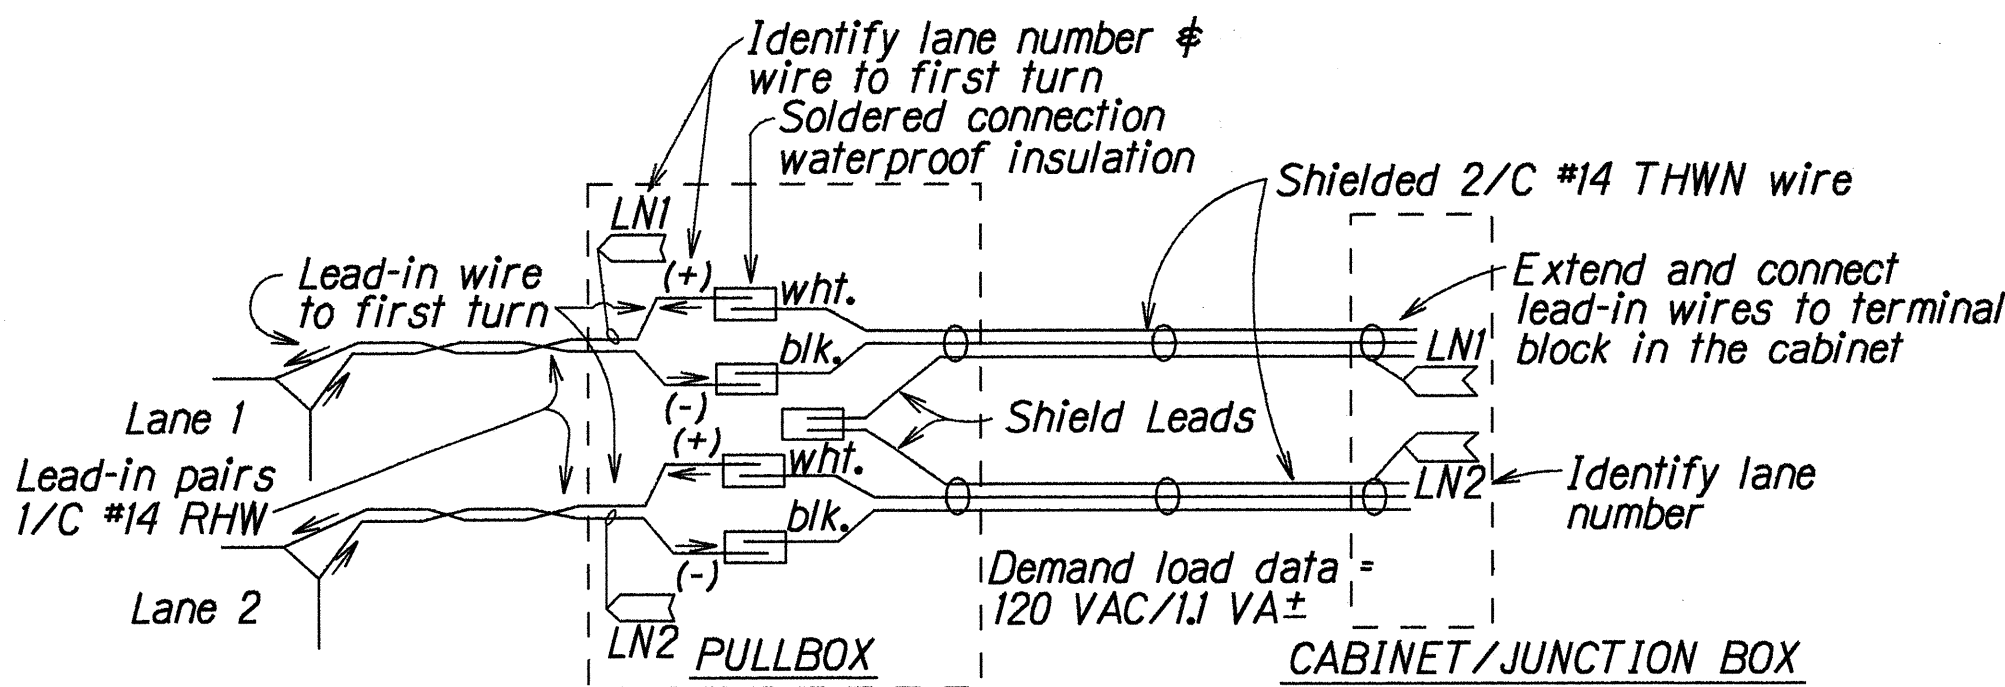 Identify lane number &
wire to first turn
Soldered connection
waterproof insulation
Shielded 2/C #14 THWN wire
LN1
(+)
Lead-in wire
to first turn
wht.
Extend and connect
lead-in wires to terminal
block in the cabinet
blk.
LN1
(-)
Lane 1
Shield Leads
(+)
wht.
Lead-in pairs
1/C #14 RHW
LN2
Identify lane
number
blk.
(-)
Demand load data =
120 VAC/1.1 VA±
Lane 2
LN2
PULLBOX
CABINET/JUNCTION BOX